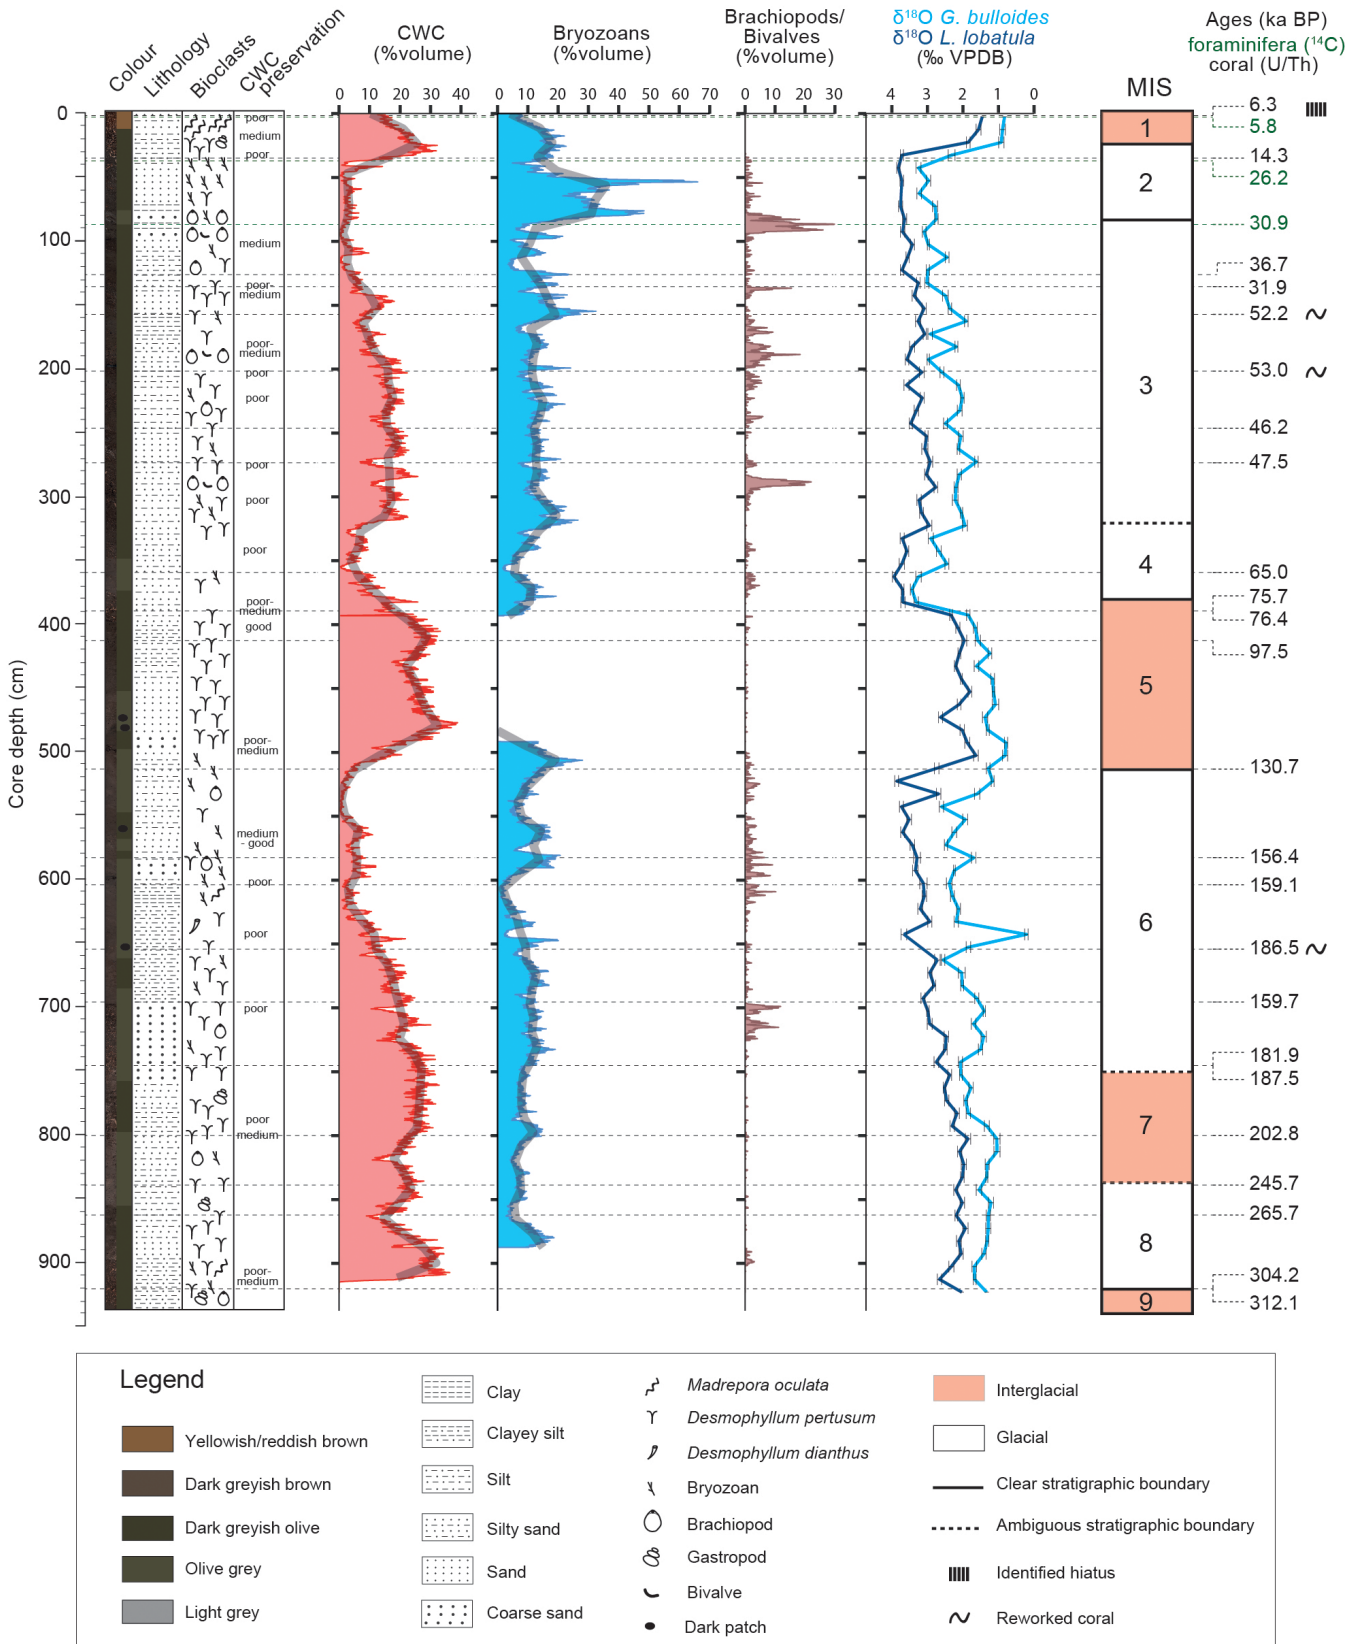 Colour
Lithology
Bioclasts
CWC
preservation
CWC
(%volume)
Bryozoans
(%volume)
Brachiopods/
Bivalves
(%volume)
δ¹⁸O G. bulloides
δ¹⁸O L. lobatula
(‰ VPDB)
MIS
Ages (ka BP)
foraminifera (¹⁴C)
coral (U/Th)
0 10 20 30 40
0 10 20 30 40 50 60 70
0 10 20 30
4 3 2 1 0
Core depth (cm)
0
100
200
300
400
500
600
700
800
900
poor
medium
poor
medium
poor-
medium
poor-
medium
poor
poor
poor
poor
poor
poor-
medium
good
poor-
medium
medium
- good
poor
poor
poor
poor
medium
poor-
medium
1
2
3
4
5
6
7
8
9
6.3
5.8
14.3
26.2
30.9
36.7
31.9
52.2
53.0
46.2
47.5
65.0
75.7
76.4
97.5
130.7
156.4
159.1
186.5
159.7
181.9
187.5
202.8
245.7
265.7
304.2
312.1
Legend
Yellowish/reddish brown
Dark greyish brown
Dark greyish olive
Olive grey
Light grey
Clay
Clayey silt
Silt
Silty sand
Sand
Coarse sand
Madrepora oculata
Desmophyllum pertusum
Desmophyllum dianthus
Bryozoan
Brachiopod
Gastropod
Bivalve
Dark patch
Interglacial
Glacial
Clear stratigraphic boundary
Ambiguous stratigraphic boundary
Identified hiatus
Reworked coral